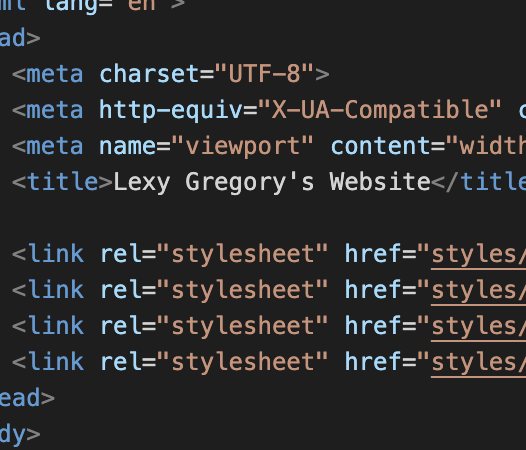 ml lang="en">
ad>
<meta charset="UTF-8">
<meta http-equiv="X-UA-Compatible" c
<meta name="viewport" content="width
<title>Lexy Gregory's Website</title
<link rel="stylesheet" href="styles/
<link rel="stylesheet" href="styles/
<link rel="stylesheet" href="styles/
<link rel="stylesheet" href="styles/
ead>
dy>